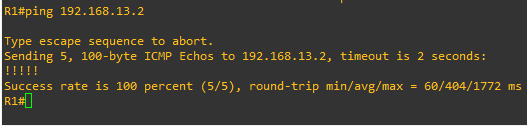 R1#ping 192.168.13.2
Type escape sequence to abort.
Sending 5, 100-byte ICMP Echos to 192.168.13.2, timeout is 2 seconds:
!!!!!
Success rate is 100 percent (5/5), round-trip min/avg/max = 60/404/1772 ms
R1#